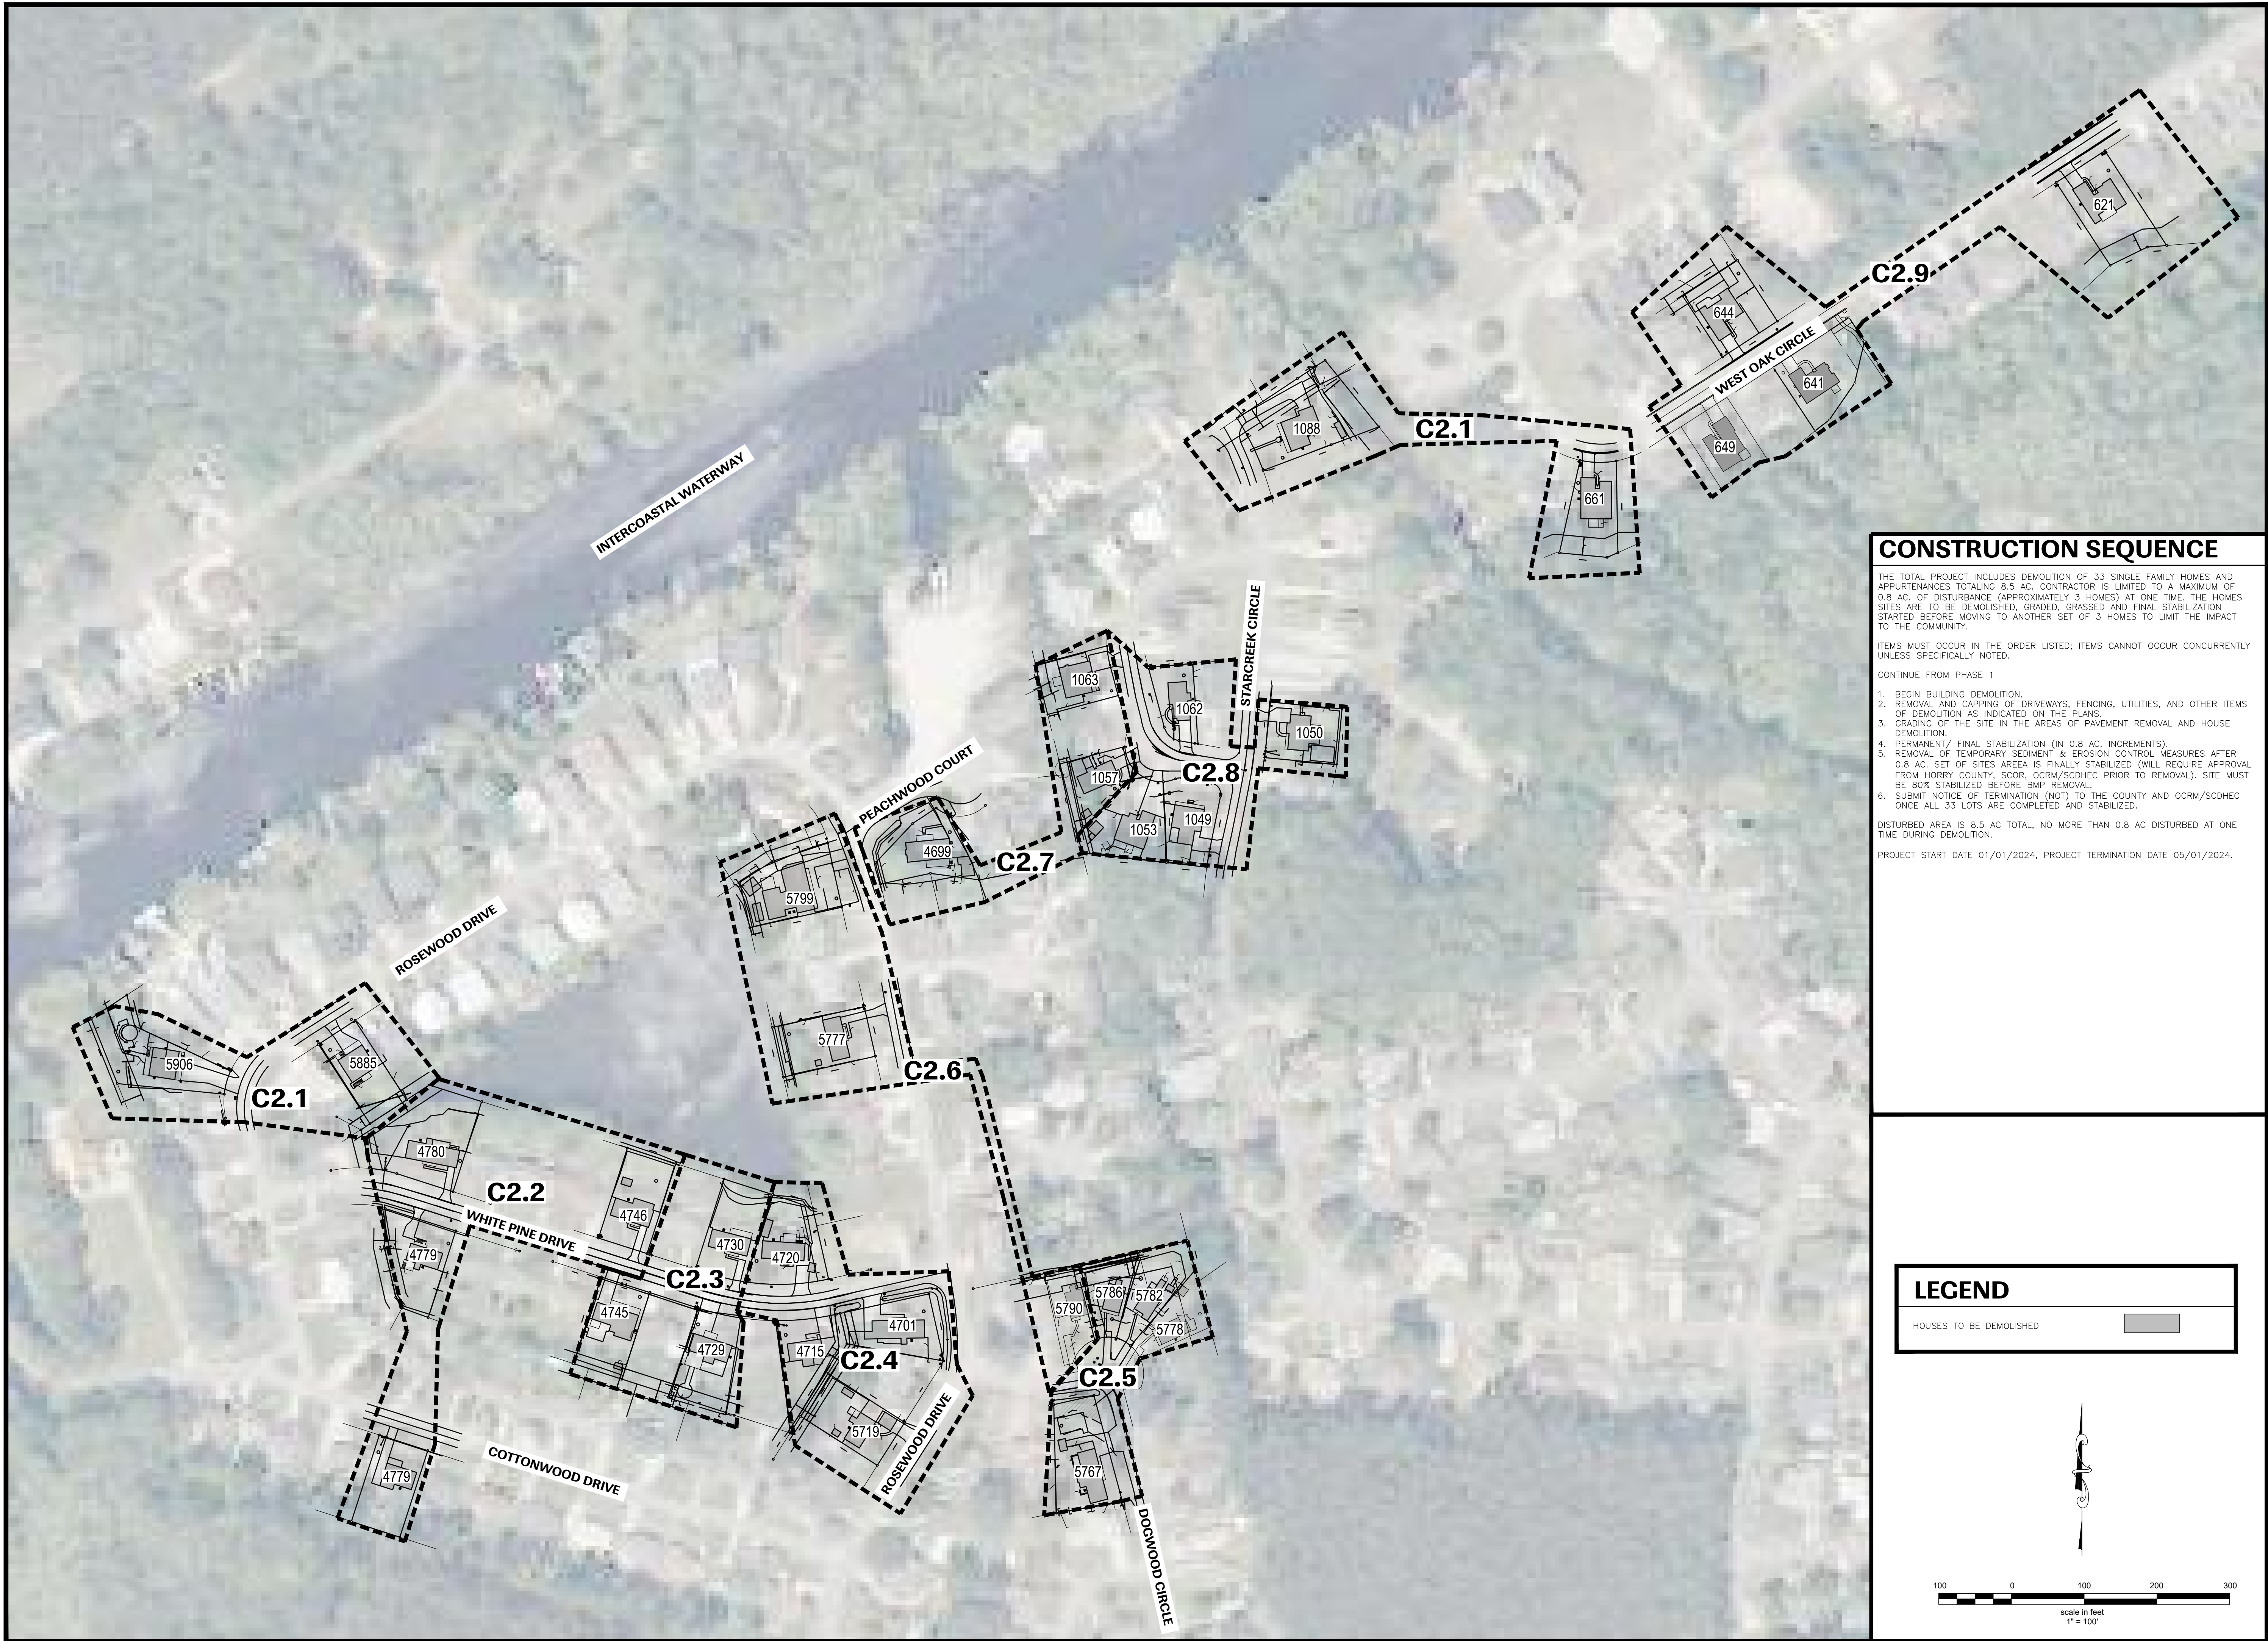 621
C2.9
644
WEST OAK CIRCLE
641
649
1088
C2.1
661
INTERCOASTAL WATERWAY
STARCREEK CIRCLE
1063
1062
1050
1057
C2.8
1053
1049
PEACHWOOD COURT
4699
C2.7
5799
5777
C2.6
ROSEWOOD DRIVE
5906
5885
C2.1
4780
C2.2
WHITE PINE DRIVE
4779
4746
4730
4720
C2.3
4745
4729
4715
4701
C2.4
5719
ROSEWOOD DRIVE
4779
COTTONWOOD DRIVE
5790
5786
5782
5778
C2.5
5767
DOGWOOD CIRCLE
CONSTRUCTION SEQUENCE
THE TOTAL PROJECT INCLUDES DEMOLITION OF 33 SINGLE FAMILY HOMES AND
APPURTENANCES TOTALING 8.5 AC. CONTRACTOR IS LIMITED TO A MAXIMUM OF
0.8 AC. OF DISTURBANCE (APPROXIMATELY 3 HOMES) AT ONE TIME. THE HOMES
SITES ARE TO BE DEMOLISHED, GRADED, GRASSED AND FINAL STABILIZATION
STARTED BEFORE MOVING TO ANOTHER SET OF 3 HOMES TO LIMIT THE IMPACT
TO THE COMMUNITY.
ITEMS MUST OCCUR IN THE ORDER LISTED; ITEMS CANNOT OCCUR CONCURRENTLY
UNLESS SPECIFICALLY NOTED.
CONTINUE FROM PHASE 1
1. BEGIN BUILDING DEMOLITION.
2. REMOVAL AND CAPPING OF DRIVEWAYS, FENCING, UTILITIES, AND OTHER ITEMS
OF DEMOLITION AS INDICATED ON THE PLANS.
3. GRADING OF THE SITE IN THE AREAS OF PAVEMENT REMOVAL AND HOUSE
DEMOLITION.
4. PERMANENT/ FINAL STABILIZATION (IN 0.8 AC. INCREMENTS).
5. REMOVAL OF TEMPORARY SEDIMENT & EROSION CONTROL MEASURES AFTER
0.8 AC. SET OF SITES AREEA IS FINALLY STABILIZED (WILL REQUIRE APPROVAL
FROM HORRY COUNTY, SCOR, OCRM/SCDHEC PRIOR TO REMOVAL). SITE MUST
BE 80% STABILIZED BEFORE BMP REMOVAL.
6. SUBMIT NOTICE OF TERMINATION (NOT) TO THE COUNTY AND OCRM/SCDHEC
ONCE ALL 33 LOTS ARE COMPLETED AND STABILIZED.
DISTURBED AREA IS 8.5 AC TOTAL, NO MORE THAN 0.8 AC DISTURBED AT ONE
TIME DURING DEMOLITION.
PROJECT START DATE 01/01/2024, PROJECT TERMINATION DATE 05/01/2024.
LEGEND
HOUSES TO BE DEMOLISHED
100 0 100 200 300
scale in feet
1" = 100'